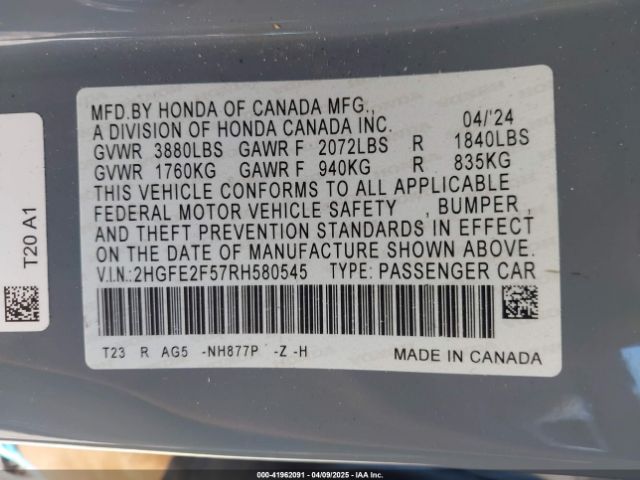 MFD.BY HONDA OF CANADA MFG.,
A DIVISION OF HONDA CANADA INC. 04/'24
GVWR 3880LBS GAWR F 2072LBS R 1840LBS
GVWR 1760KG GAWR F 940KG R 835KG
THIS VEHICLE CONFORMS TO ALL APPLICABLE
FEDERAL MOTOR VEHICLE SAFETY , BUMPER ,
AND THEFT PREVENTION STANDARDS IN EFFECT
ON THE DATE OF MANUFACTURE SHOWN ABOVE.
V.I.N.:2HGFE2F57RH580545 TYPE: PASSENGER CAR
T23 R AG5 -NH877P -Z -H MADE IN CANADA
T20 A1
000-41962091 - 04/09/2025 - IAA Inc.